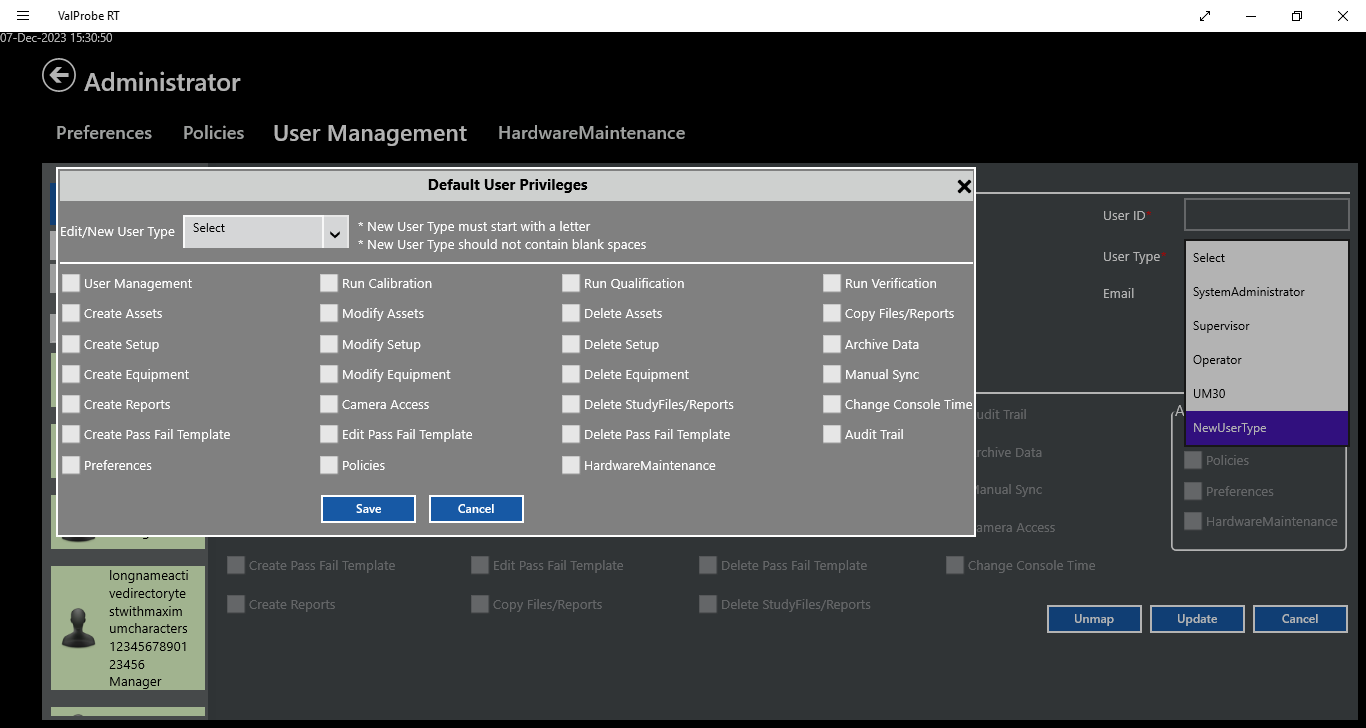 ValProbe RT
07-Dec-2023 15:30:50
Administrator
Preferences Policies User Management HardwareMaintenance
Default User Privileges
Edit/New User Type Select
* New User Type must start with a letter
* New User Type should not contain blank spaces
User Management Run Calibration Run Qualification Run Verification
Create Assets Modify Assets Delete Assets Copy Files/Reports
Create Setup Modify Setup Delete Setup Archive Data
Create Equipment Modify Equipment Delete Equipment Manual Sync
Create Reports Camera Access Delete StudyFiles/Reports Change Console Time
Create Pass Fail Template Edit Pass Fail Template Delete Pass Fail Template Audit Trail
Preferences Policies HardwareMaintenance
Save Cancel
User ID*
User Type*
Email
Select
SystemAdministrator
Supervisor
Operator
UM30
NewUserType
udit Trail
rchive Data
anual Sync
amera Access
A
Policies
Preferences
HardwareMaintenance
Create Pass Fail Template Edit Pass Fail Template Delete Pass Fail Template Change Console Time
Create Reports Copy Files/Reports Delete StudyFiles/Reports
Unmap Update Cancel
longnameacti
vedirectoryte
stwithmaxim
umcharacters
12345678901
23456
Manager